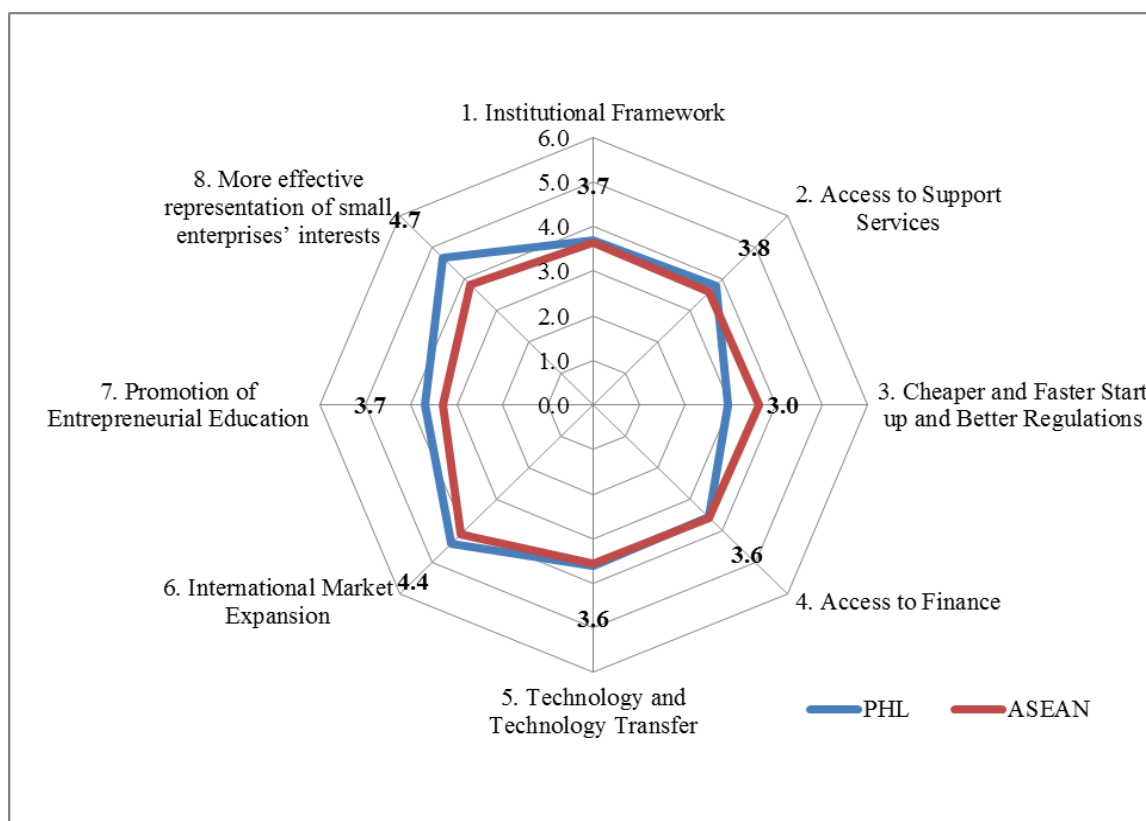 1. Institutional Framework
6.0
5.0
3.7
4.0
3.0
2.0
1.0
0.0
2. Access to Support
Services
3.8
3. Cheaper and Faster Start
up and Better Regulations
3.0
4. Access to Finance
3.6
5. Technology and
Technology Transfer
3.6
6. International Market
Expansion
4.4
7. Promotion of
Entrepreneurial Education
3.7
8. More effective
representation of small
enterprises’ interests
4.7
PHL
ASEAN